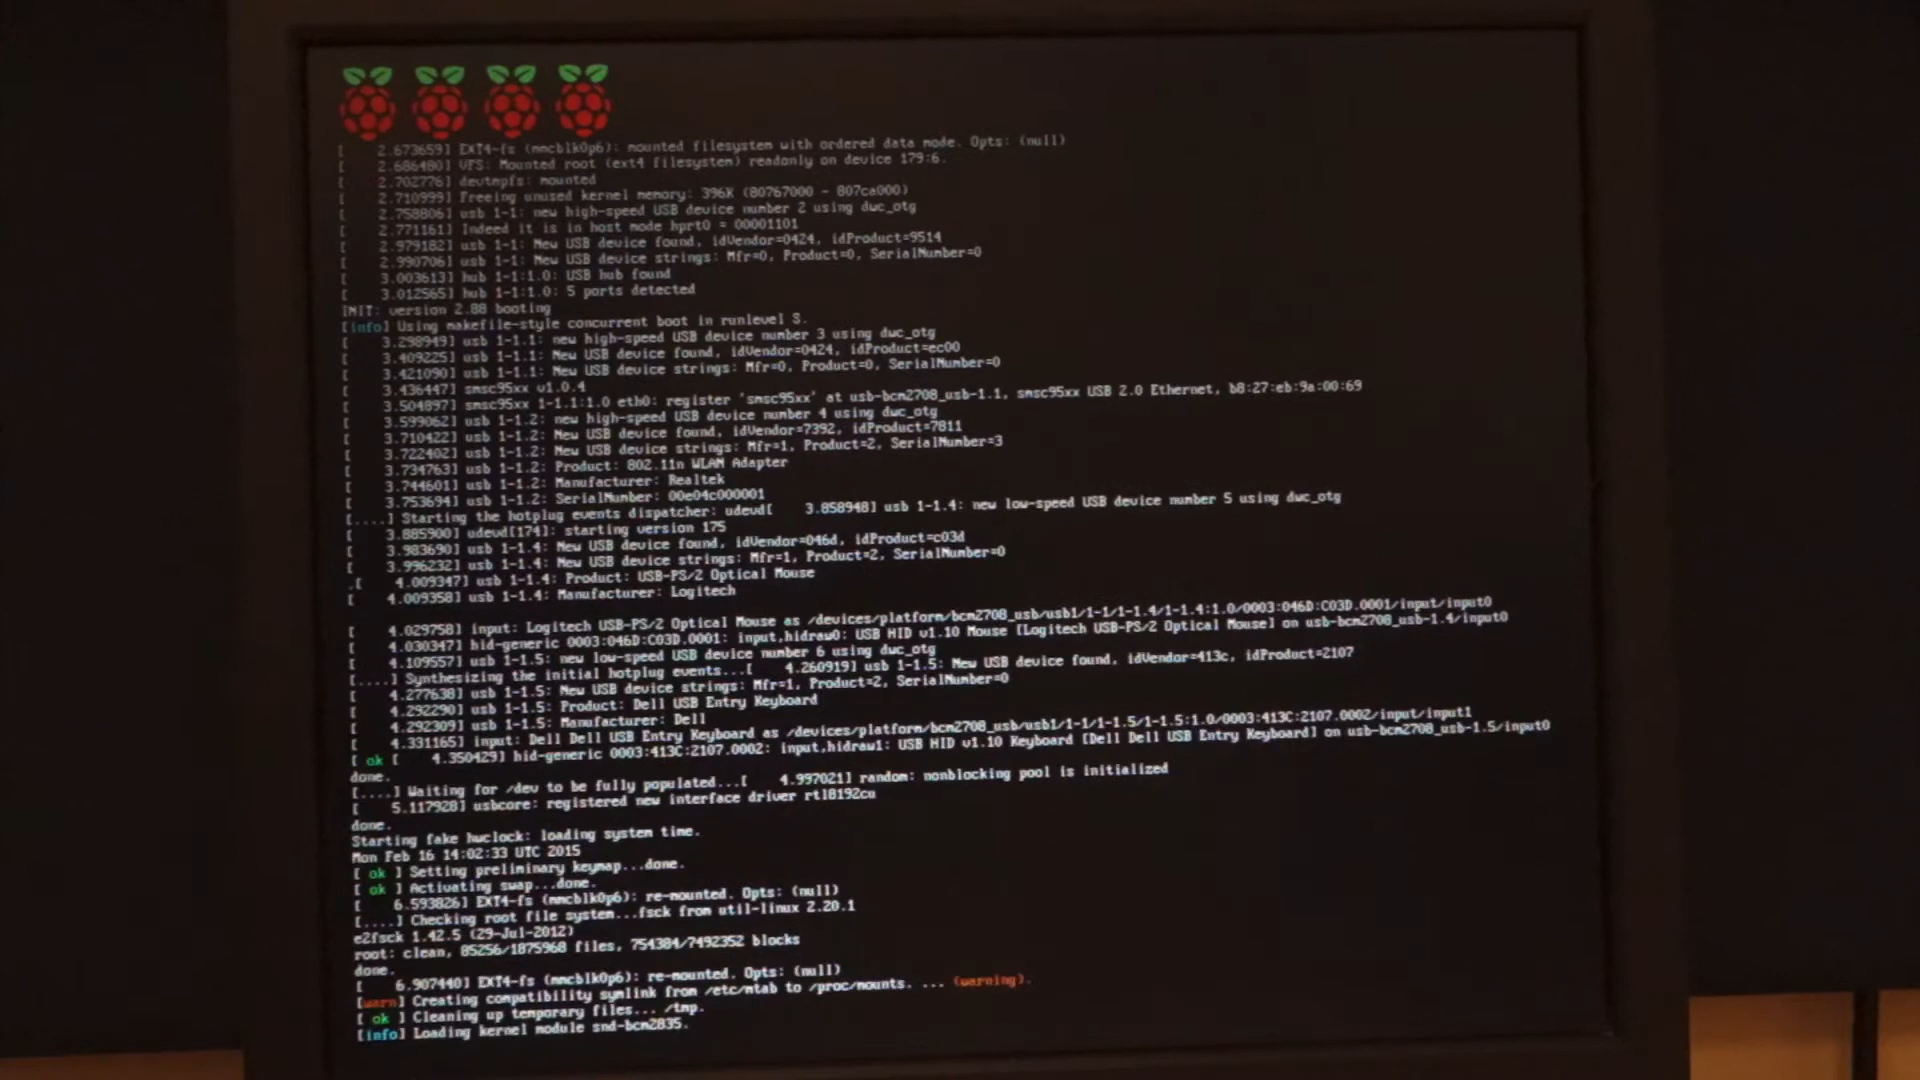 [    2.673659] EXT4-fs (mmcblk0p6): mounted filesystem with ordered data mode. Opts: (null)
[    2.686480] VFS: Mounted root (ext4 filesystem) readonly on device 179:6.
[    2.702776] devtmpfs: mounted
[    2.710999] Freeing unused kernel memory: 396K (80767000 - 807ca000)
[    2.758806] usb 1-1: new high-speed USB device number 2 using dwc_otg
[    2.771161] Indeed it is in host mode hprt0 = 00001101
[    2.979182] usb 1-1: New USB device found, idVendor=0424, idProduct=9514
[    2.990706] usb 1-1: New USB device strings: Mfr=0, Product=0, SerialNumber=0
[    3.003613] hub 1-1:1.0: USB hub found
[    3.012565] hub 1-1:1.0: 5 ports detected
INIT: version 2.88 booting
[info] Using makefile-style concurrent boot in runlevel S.
[    3.298949] usb 1-1.1: new high-speed USB device number 3 using dwc_otg
[    3.409225] usb 1-1.1: New USB device found, idVendor=0424, idProduct=ec00
[    3.421090] usb 1-1.1: New USB device strings: Mfr=0, Product=0, SerialNumber=0
[    3.436447] smsc95xx v1.0.4
[    3.504897] smsc95xx 1-1.1:1.0 eth0: register 'smsc95xx' at usb-bcm2708_usb-1.1, smsc95xx USB 2.0 Ethernet, b8:27:eb:9a:00:69
[    3.599062] usb 1-1.2: new high-speed USB device number 4 using dwc_otg
[    3.710422] usb 1-1.2: New USB device found, idVendor=7392, idProduct=7811
[    3.722402] usb 1-1.2: New USB device strings: Mfr=1, Product=2, SerialNumber=3
[    3.734763] usb 1-1.2: Product: 802.11n WLAN Adapter
[    3.744601] usb 1-1.2: Manufacturer: Realtek
[    3.753694] usb 1-1.2: SerialNumber: 00e04c000001
[....] Starting the hotplug events dispatcher: udevd[    3.858948] usb 1-1.4: new low-speed USB device number 5 using dwc_otg
[    3.885900] udevd[174]: starting version 175
[    3.983690] usb 1-1.4: New USB device found, idVendor=046d, idProduct=c03d
[    3.996232] usb 1-1.4: New USB device strings: Mfr=1, Product=2, SerialNumber=0
.[    4.009347] usb 1-1.4: Product: USB-PS/2 Optical Mouse
[    4.009358] usb 1-1.4: Manufacturer: Logitech
[    4.029758] input: Logitech USB-PS/2 Optical Mouse as /devices/platform/bcm2708_usb/usb1/1-1/1-1.4/1-1.4:1.0/0003:046D:C03D.0001/input/input0
[    4.030347] hid-generic 0003:046D:C03D.0001: input,hidraw0: USB HID v1.10 Mouse [Logitech USB-PS/2 Optical Mouse] on usb-bcm2708_usb-1.4/input0
[    4.109557] usb 1-1.5: new low-speed USB device number 6 using dwc_otg
[....] Synthesizing the initial hotplug events...[    4.260919] usb 1-1.5: New USB device found, idVendor=413c, idProduct=2107
[    4.277638] usb 1-1.5: New USB device strings: Mfr=1, Product=2, SerialNumber=0
[    4.292290] usb 1-1.5: Product: Dell USB Entry Keyboard
[    4.292309] usb 1-1.5: Manufacturer: Dell
[    4.331165] input: Dell Dell USB Entry Keyboard as /devices/platform/bcm2708_usb/usb1/1-1/1-1.5/1-1.5:1.0/0003:413C:2107.0002/input/input1
[ ok [    4.350429] hid-generic 0003:413C:2107.0002: input,hidraw1: USB HID v1.10 Keyboard [Dell Dell USB Entry Keyboard] on usb-bcm2708_usb-1.5/input0
done.
[....] Waiting for /dev to be fully populated...[    4.997021] random: nonblocking pool is initialized
[    5.117928] usbcore: registered new interface driver rtl8192cu
done.
Starting fake hwclock: loading system time.
Mon Feb 16 14:02:33 UTC 2015
[ ok ] Setting preliminary keymap...done.
[ ok ] Activating swap...done.
[    6.593826] EXT4-fs (mmcblk0p6): re-mounted. Opts: (null)
[....] Checking root file system...fsck from util-linux 2.20.1
e2fsck 1.42.5 (29-Jul-2012)
root: clean, 85256/1875968 files, 754384/7492352 blocks
done.
[    6.907440] EXT4-fs (mmcblk0p6): re-mounted. Opts: (null)
[warn] Creating compatibility symlink from /etc/mtab to /proc/mounts. ... (warning).
[ ok ] Cleaning up temporary files... /tmp.
[info] Loading kernel module snd-bcm2835.